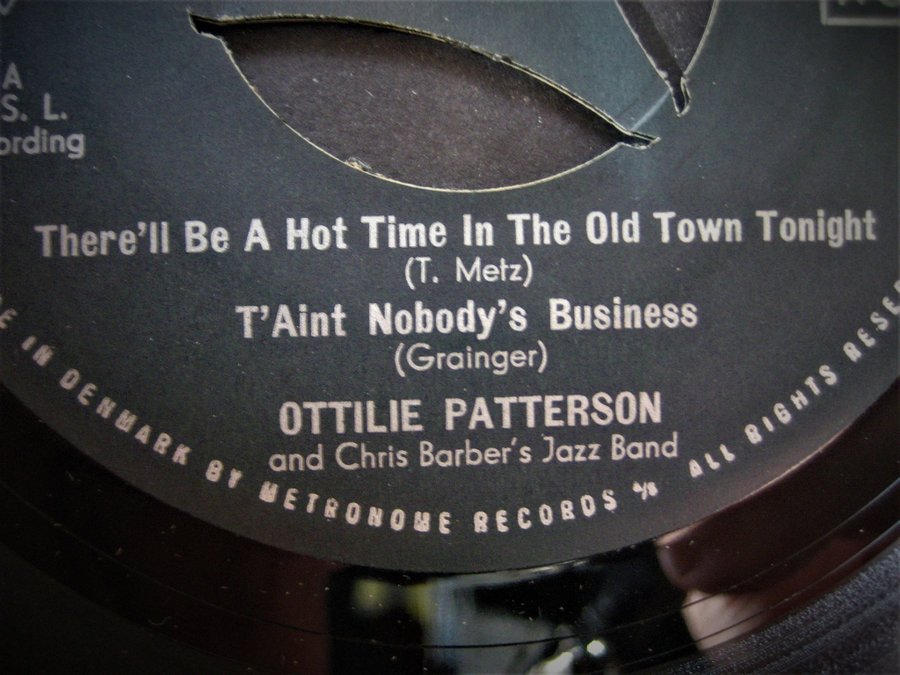 A
S. L.
ording
There'll Be A Hot Time In The Old Town Tonight
(T. Metz)
T'Aint Nobody's Business
(Grainger)
OTTILIE PATTERSON
and Chris Barber's Jazz Band
E IN DENMARK BY METRONOME RECORDS A/S ALL RIGHTS RESE